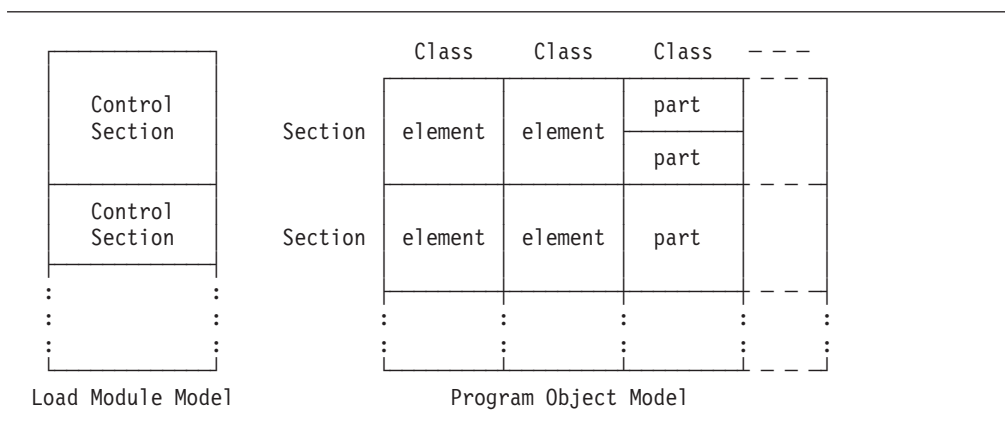 Class Class Class
Control
Section
Section element element part
part
Control
Section
Section element element part
Load Module Model
Program Object Model